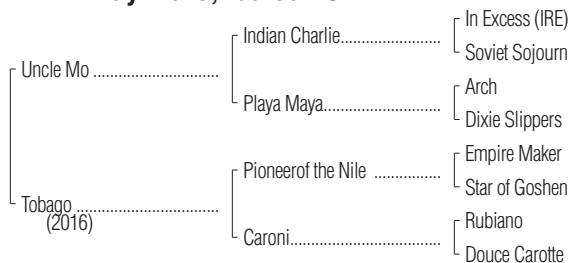 In Excess (IRE)
Indian Charlie
Soviet Sojourn
Uncle Mo
Arch
Playa Maya
Dixie Slippers
Empire Maker
Pioneerof the Nile
Star of Goshen
Tobago
(2016)
Rubiano
Caroni
Douce Carotte